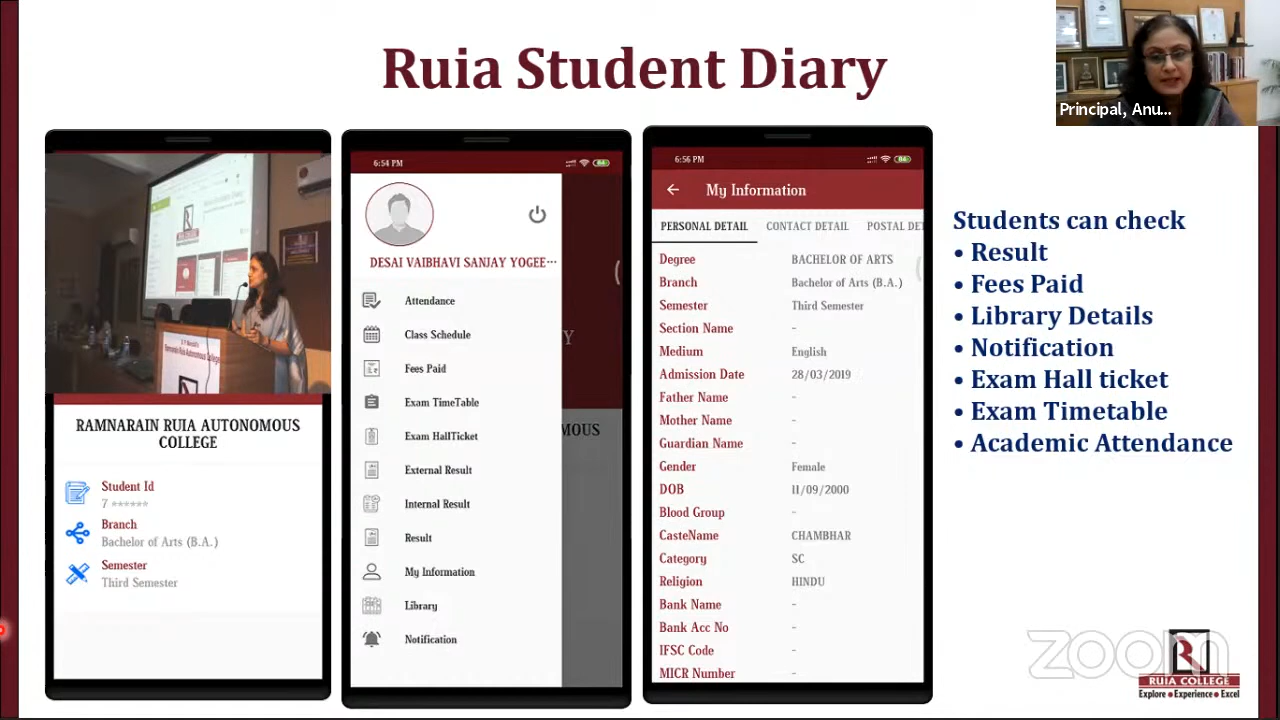 Ruia Student Diary
Principal, Anu...
RAMNARAIN RUIA AUTONOMOUS
COLLEGE
Student Id
7 ******
Branch
Bachelor of Arts (B.A.)
Semester
Third Semester
6:54 PM
DESAI VAIBHAVI SANJAY YOGEE...
Attendance
Class Schedule
Fees Paid
Exam TimeTable
Exam HallTicket
External Result
Internal Result
Result
My Information
Library
Notification
Y
MOUS
6:56 PM
My Information
PERSONAL DETAIL CONTACT DETAIL POSTAL DET
Degree BACHELOR OF ARTS
Branch Bachelor of Arts (B.A.)
Semester Third Semester
Section Name -
Medium English
Admission Date 28/03/2019
Father Name -
Mother Name -
Guardian Name -
Gender Female
DOB 11/09/2000
Blood Group -
CasteName CHAMBHAR
Category SC
Religion HINDU
Bank Name -
Bank Acc No -
IFSC Code -
MICR Number -
Students can check
• Result
• Fees Paid
• Library Details
• Notification
• Exam Hall ticket
• Exam Timetable
• Academic Attendance
zoom
R
RUIA COLLEGE
Explore • Experience • Excel